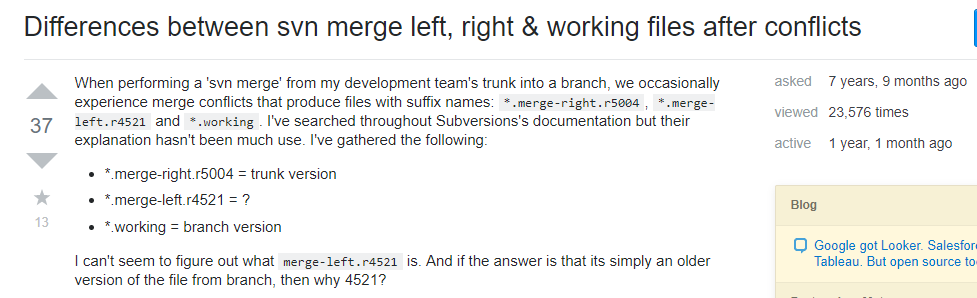 Differences between svn merge left, right & working files after conflicts
37
13
When performing a 'svn merge' from my development team's trunk into a branch, we occasionally
experience merge conflicts that produce files with suffix names: *.merge-right.r5004 , *.merge-
left.r4521 and *.working . I've searched throughout Subversions's documentation but their
explanation hasn't been much use. I've gathered the following:
• *.merge-right.r5004 = trunk version
• *.merge-left.r4521 = ?
• *.working = branch version
I can't seem to figure out what merge-left.r4521 is. And if the answer is that its simply an older
version of the file from branch, then why 4521?
asked 7 years, 9 months ago
viewed 23,576 times
active 1 year, 1 month ago
Blog
Google got Looker. Salesfor
Tableau. But open source to